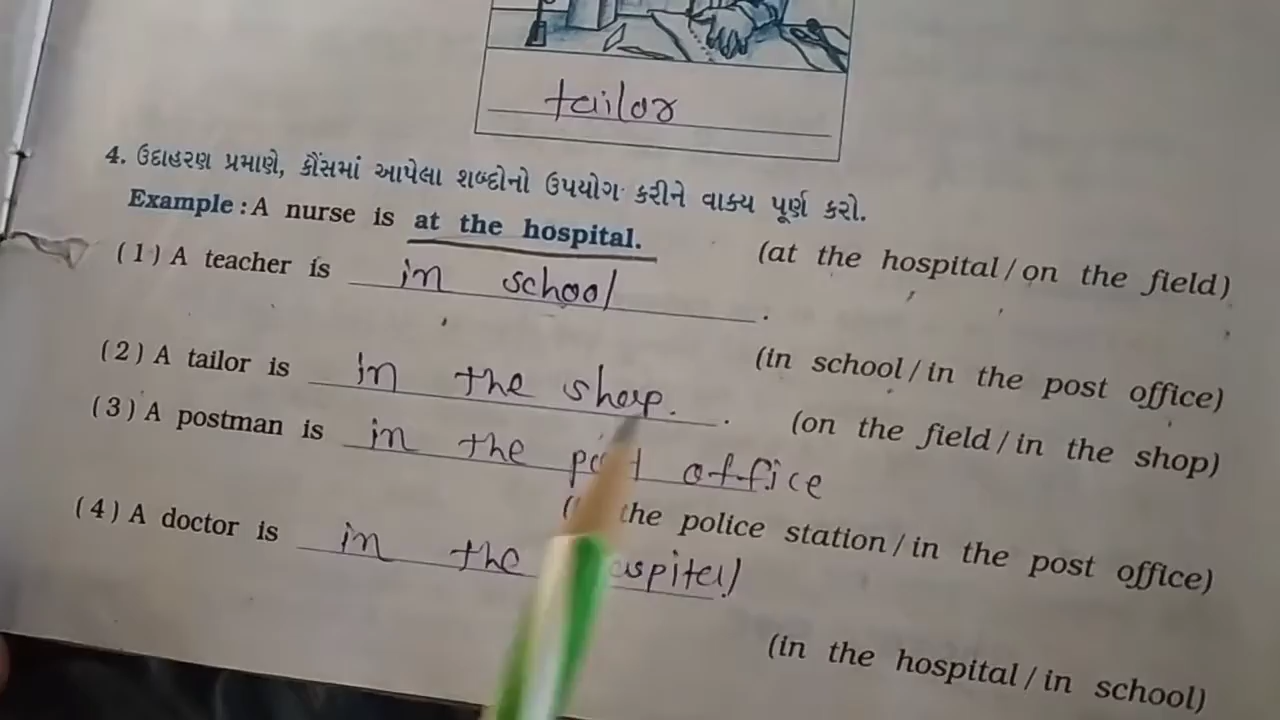 tailor
4. ઉદાહરણ પ્રમાણે, કૌંસમાં આપેલા શબ્દોનો ઉપયોગ કરીને વાક્ય પૂર્ણ કરો.
Example : A nurse is at the hospital.
(at the hospital / on the field)
(1) A teacher is in school .
(in school / in the post office)
(2) A tailor is in the shop. .
(on the field / in the shop)
(3) A postman is in the post office
the police station / in the post office)
(4) A doctor is in the
(in the hospital / in school)